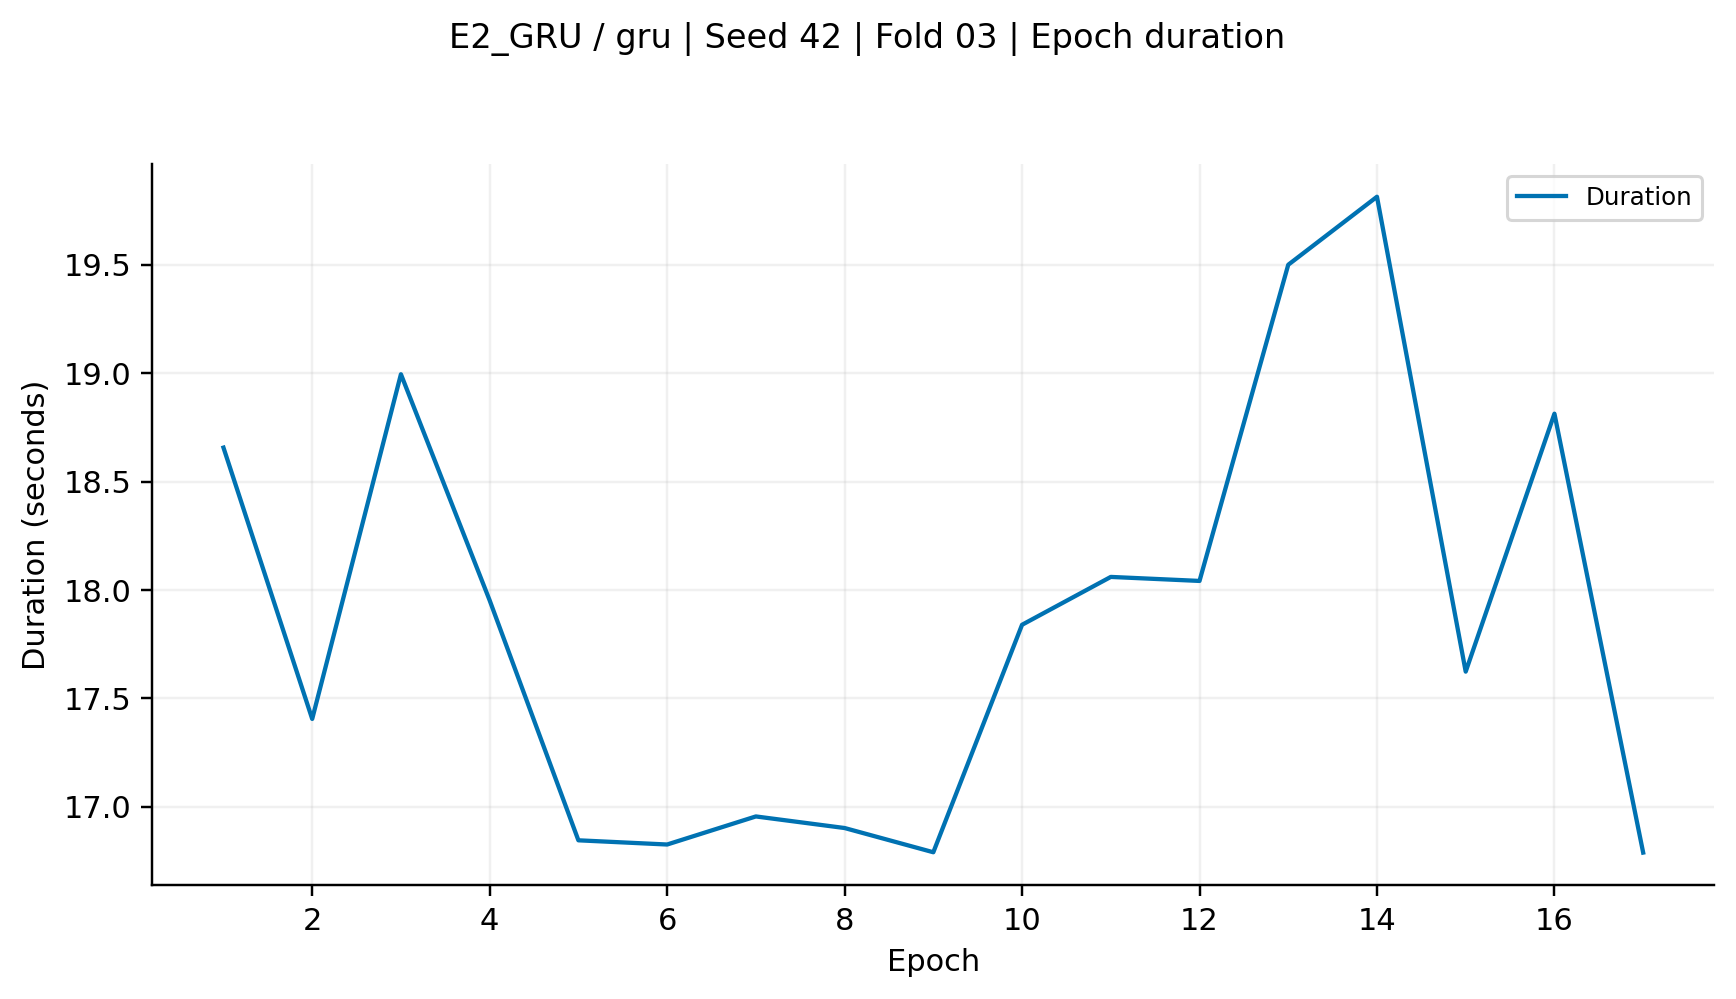 E2_GRU / gru | Seed 42 | Fold 03 | Epoch duration
Duration
Duration (seconds)
19.5
19.0
18.5
18.0
17.5
17.0
2 4 6 8 10 12 14 16
Epoch